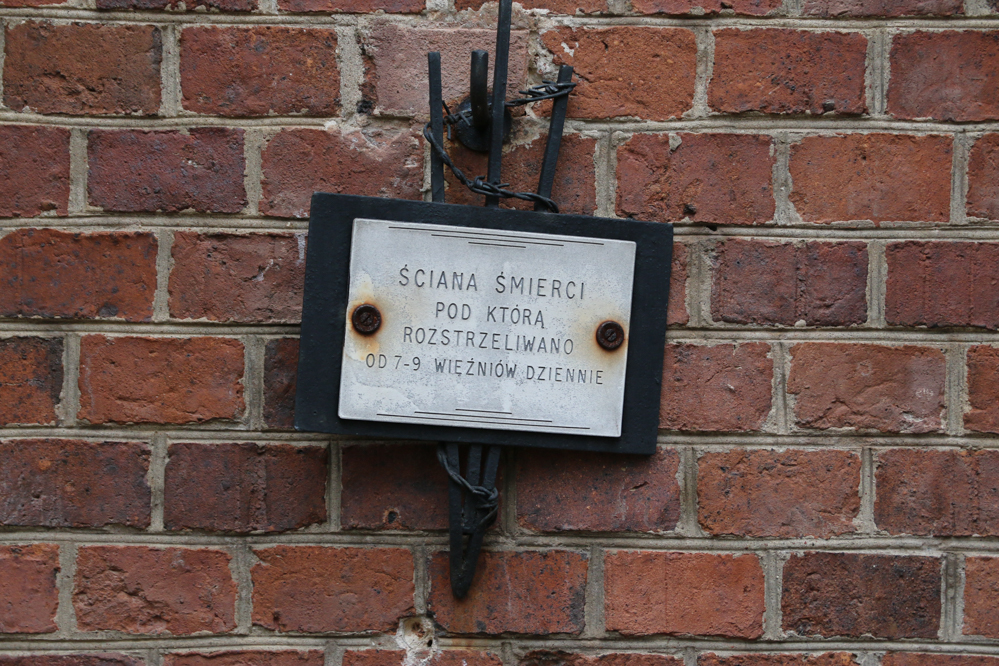 ŚCIANA ŚMIERCI
POD KTÓRĄ
ROZSTRZELIWANO
OD 7-9 WIĘŹNIÓW DZIENNIE